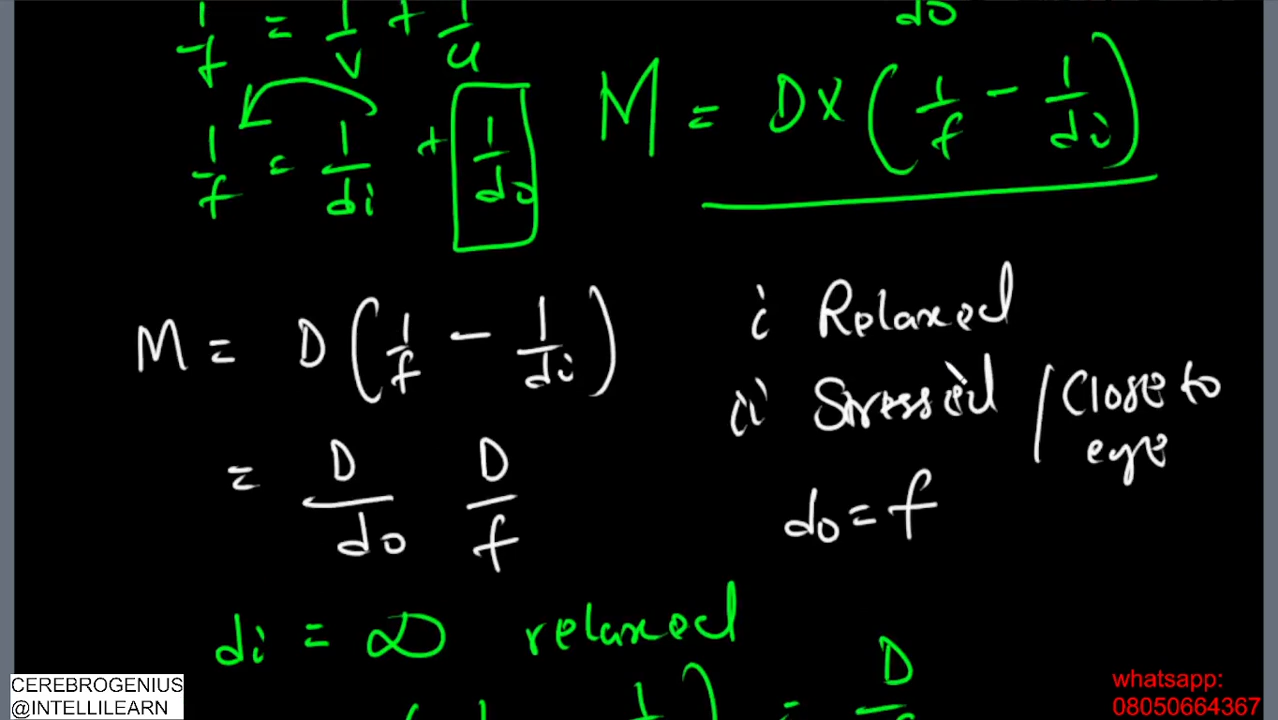 1/f = 1/v + 1/u
do
1/f = 1/di + 1/do
M = D X (1/f - 1/di)
M = D (1/f - 1/di)
i Relaxed
ii Stressed / Close to eye
= D/do D/f
do = f
di = ∞ relaxed
D
CEREBROGENIUS
@INTELLILEARN
whatsapp:
08050664367